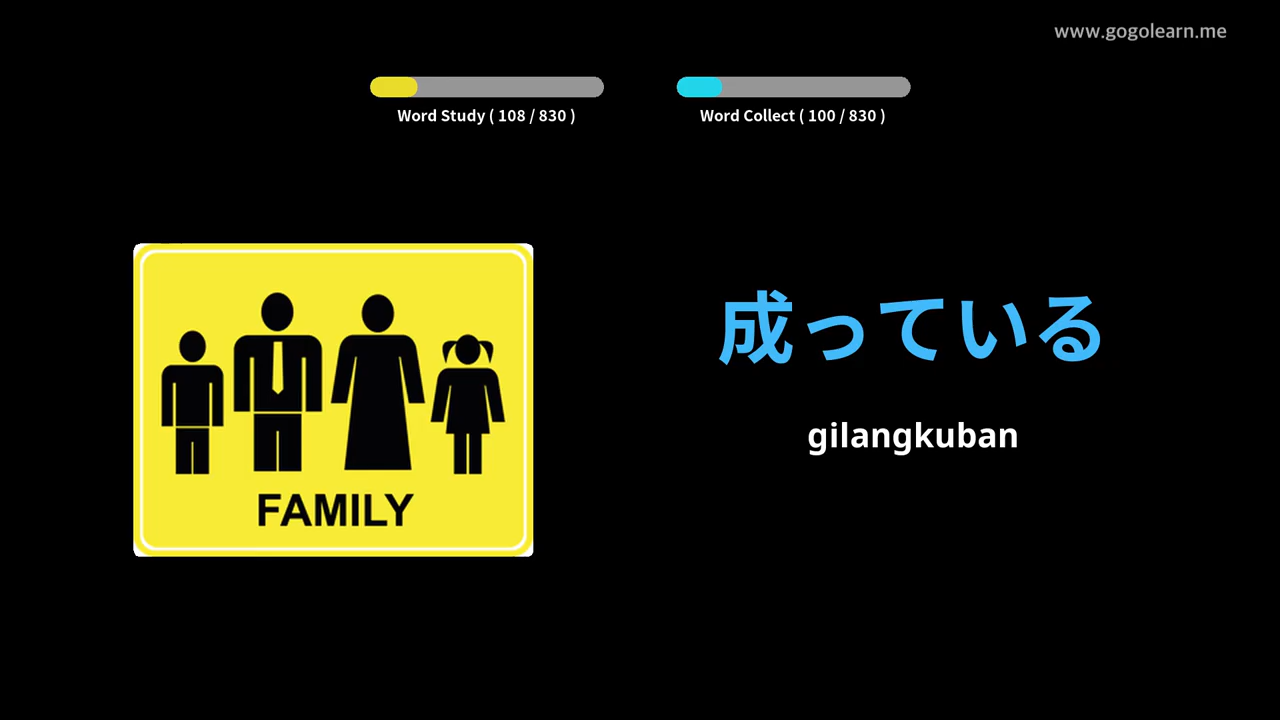 www.gogolearn.me
Word Study ( 108 / 830 )
Word Collect ( 100 / 830 )
FAMILY
成っている
gilangkuban